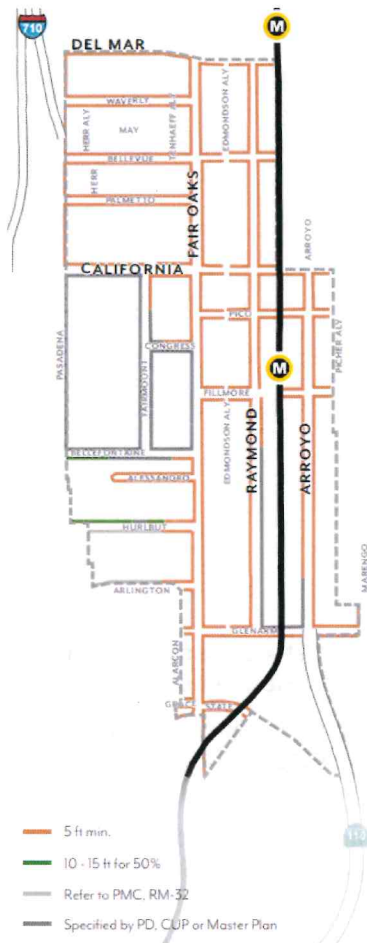 M
710
DEL MAR
WAVERLY
HERR ALY
MAY
TENHAEFF ALY
EDMONDSON ALY
BELLEVUE
HERR
PALMETTO
FAIR OAKS
ARROYO
CALIFORNIA
PICO
PASADENA
CONGRESS
PICHER ALY
M
FAIRMOUNT
FILLMORE
EDMONDSON ALY
RAYMOND
ARROYO
BELLEFONTAINE
ALESSANDRO
HURLBUT
ARLINGTON
MARENGO
GLENARM
ALARCON
STATE
110
5 ft min.
10 - 15 ft for 50%
Refer to PMC, RM-32
Specified by PD, CUP or Master Plan